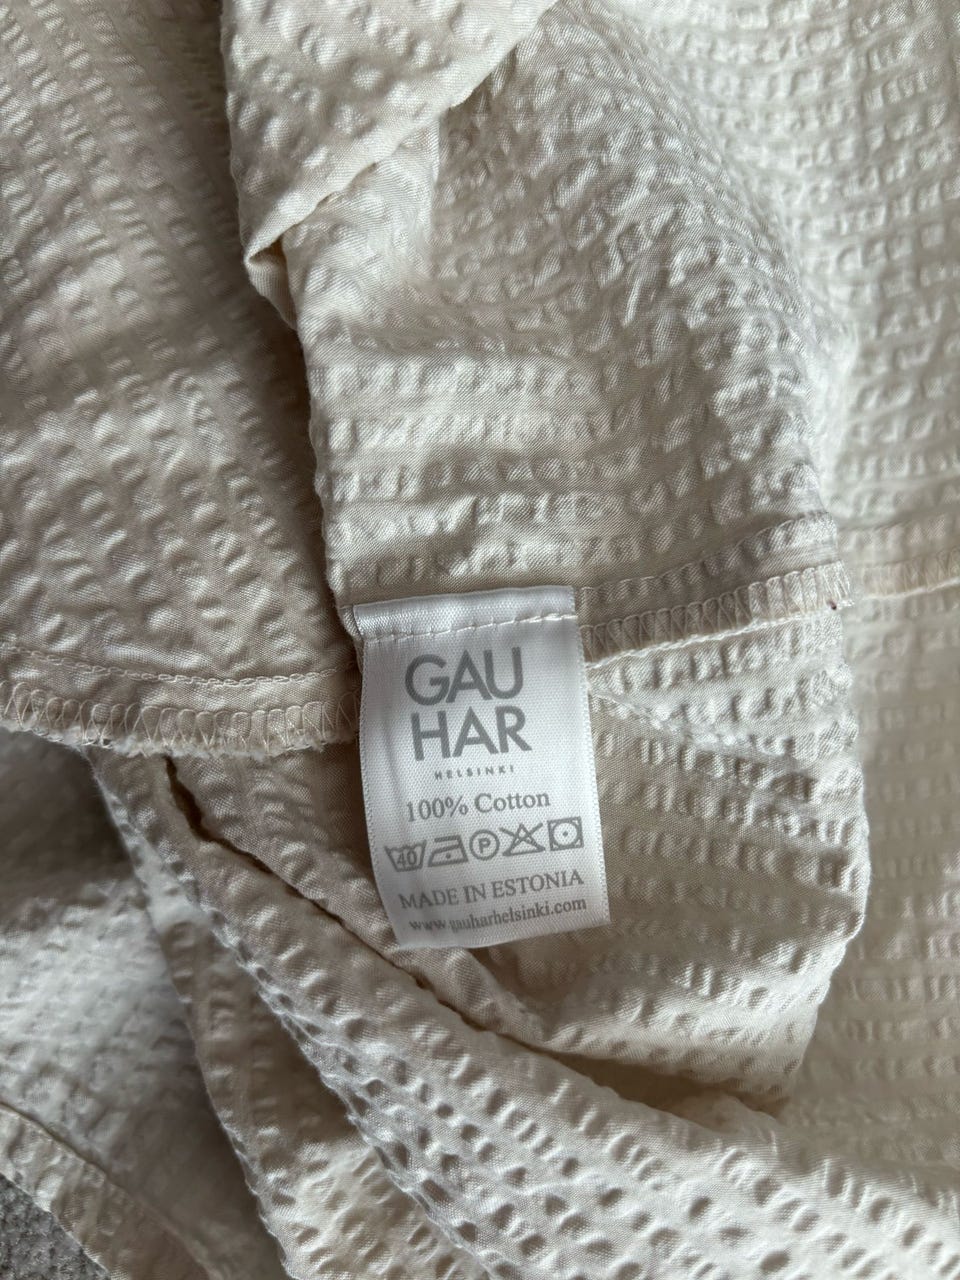 GAU
HAR
HELSINKI
100% Cotton
40 P
MADE IN ESTONIA
www.gauharhelsinki.com